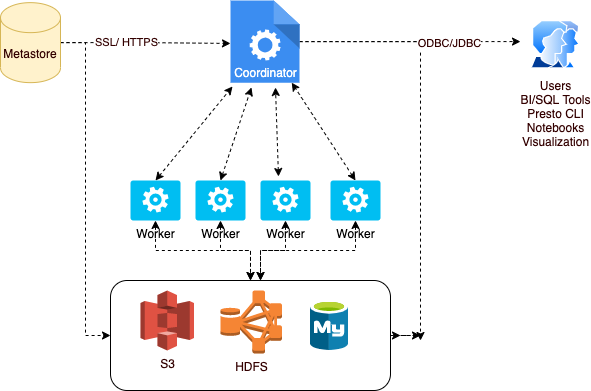 Metastore
SSL/ HTTPS
Coordinator
ODBC/JDBC
Users
BI/SQL Tools
Presto CLI
Notebooks
Visualization
Worker
Worker
Worker
Worker
My
S3
HDFS